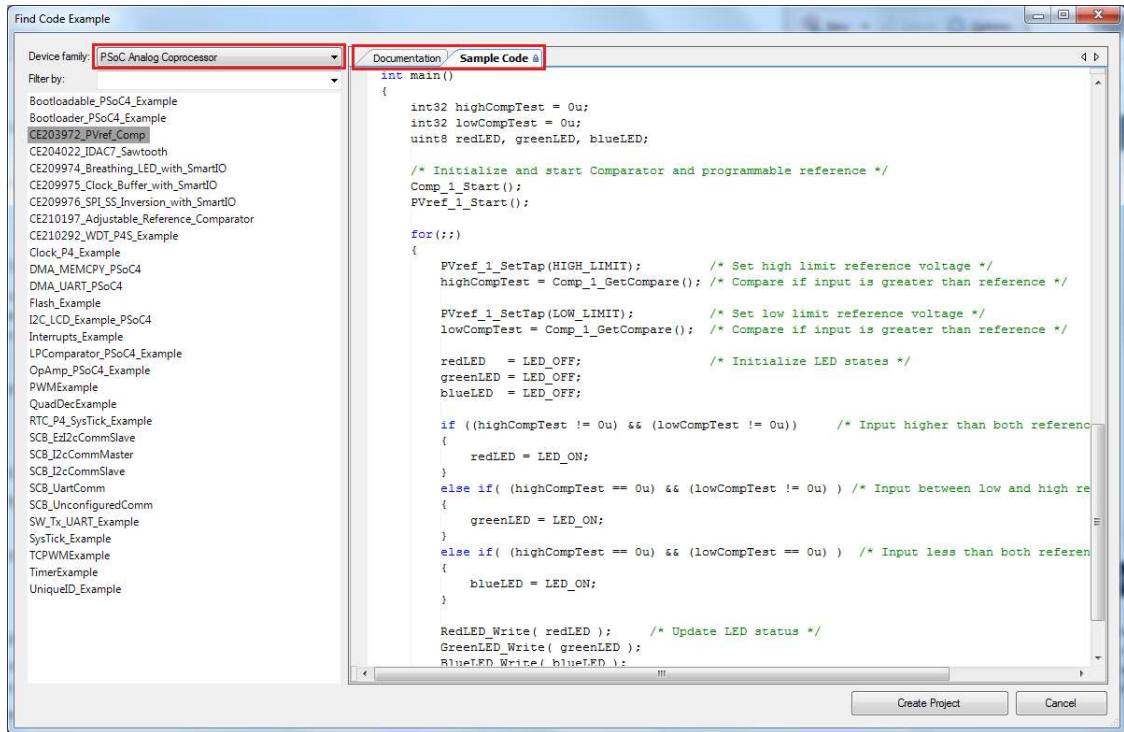 Find Code Example
Device family: PSoC Analog Coprocessor
Filter by:
Bootloadable_PSoC4_Example
Bootloader_PSoC4_Example
CE203972_PVref_Comp
CE204022_IDAC7_Sawtooth
CE209974_Breathing_LED_with_SmartIO
CE209975_Clock_Buffer_with_SmartIO
CE209976_SPI_SS_Inversion_with_SmartIO
CE210197_Adjustable_Reference_Comparator
CE210292_WDT_P4S_Example
Clock_P4_Example
DMA_MEMCPY_PSoC4
DMA_UART_PSoC4
Flash_Example
I2C_LCD_Example_PSoC4
Interrupts_Example
LPComparator_PSoC4_Example
OpAmp_PSoC4_Example
PWMExample
QuadDecExample
RTC_P4_SysTick_Example
SCB_EzI2cCommSlave
SCB_I2cCommMaster
SCB_I2cCommSlave
SCB_UartComm
SCB_UnconfiguredComm
SW_Tx_UART_Example
SysTick_Example
TCPWMExample
TimerExample
UniqueID_Example
Documentation Sample Code
int main()
{
int32 highCompTest = 0u;
int32 lowCompTest = 0u;
uint8 redLED, greenLED, blueLED;
/* Initialize and start Comparator and programmable reference */
Comp_1_Start();
PVref_1_Start();
for(;;)
{
PVref_1_SetTap(HIGH_LIMIT); /* Set high limit reference voltage */
highCompTest = Comp_1_GetCompare(); /* Compare if input is greater than reference */
PVref_1_SetTap(LOW_LIMIT); /* Set low limit reference voltage */
lowCompTest = Comp_1_GetCompare(); /* Compare if input is greater than reference */
redLED = LED_OFF; /* Initialize LED states */
greenLED = LED_OFF;
blueLED = LED_OFF;
if ((highCompTest != 0u) && (lowCompTest != 0u)) /* Input higher than both referenc
{
redLED = LED_ON;
}
else if( (highCompTest == 0u) && (lowCompTest != 0u) ) /* Input between low and high re
{
greenLED = LED_ON;
}
else if( (highCompTest == 0u) && (lowCompTest == 0u) ) /* Input less than both referen
{
blueLED = LED_ON;
}
RedLED_Write( redLED ); /* Update LED status */
GreenLED_Write( greenLED );
BlueLED_Write( blueLED );
Create Project Cancel